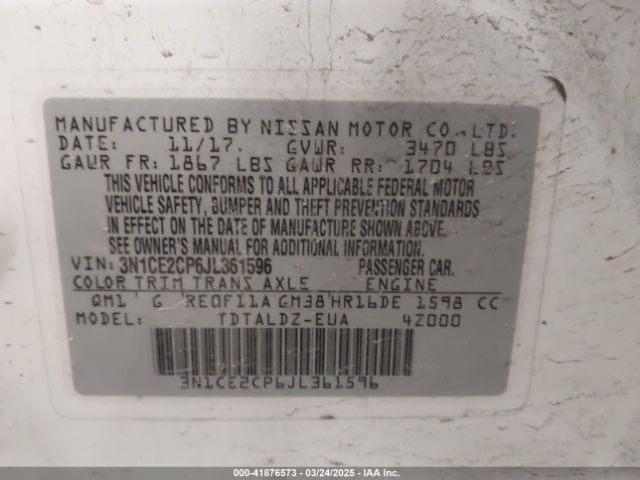 MANUFACTURED BY NISSAN MOTOR CO., LTD.
DATE: 11/17. GVWR: 3470 LBS
GAWR FR: 1867 LBS GAWR RR: 1704 LBS
THIS VEHICLE CONFORMS TO ALL APPLICABLE FEDERAL MOTOR
VEHICLE SAFETY, BUMPER AND THEFT PREVENTION STANDARDS
IN EFFECT ON THE DATE OF MANUFACTURE SHOWN ABOVE.
SEE OWNER'S MANUAL FOR ADDITIONAL INFORMATION.
VIN: 3N1CE2CP6JL361596 PASSENGER CAR.
COLOR TRIM TRANS AXLE ENGINE
QM1 G RE0F11A GM38 HR16DE 1598 CC
MODEL: TDTALDZ-EUA 4Z000
3N1CE2CP6JL361596
000-41876573 — 03/24/2025 — IAA Inc.